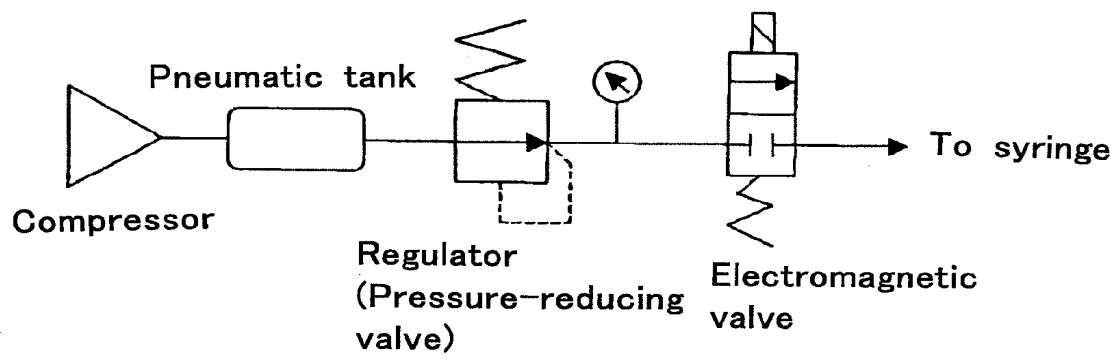 Pneumatic tank
Compressor
Regulator
(Pressure-reducing
valve)
Electromagnetic
valve
To syringe